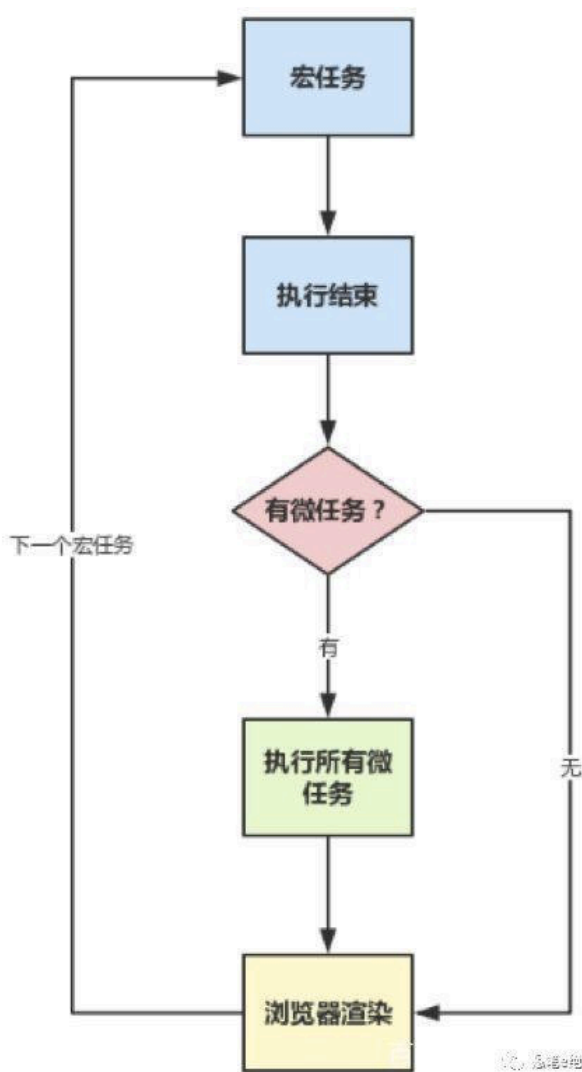 宏任务
执行结束
有微任务？
下一个宏任务
有
执行所有微
任务
无
浏览器渲染